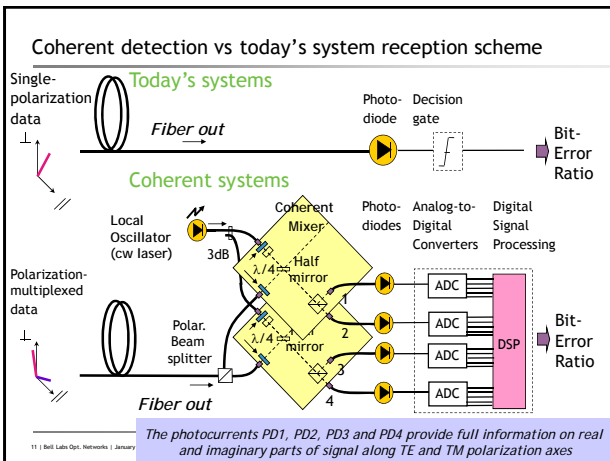 Coherent detection vs today's system reception scheme
Single-
polarization
data
Today's systems
Fiber out
Photo-
diode
Decision
gate
Bit-
Error
Ratio
⊥
//
Coherent systems
Local
Oscillator
(cw laser)
3dB
Coherent
Mixer
λ/4
Half
mirror
1
2
Photo-
diodes
Analog-to-
Digital
Converters
Digital
Signal
Processing
ADC
ADC
ADC
ADC
DSP
Bit-
Error
Ratio
Polarization-
multiplexed
data
⊥
//
Polar.
Beam
splitter
λ/4
mirror
3
4
Fiber out
11 | Bell Labs Opt. Networks | January
The photocurrents PD1, PD2, PD3 and PD4 provide full information on real
and imaginary parts of signal along TE and TM polarization axes